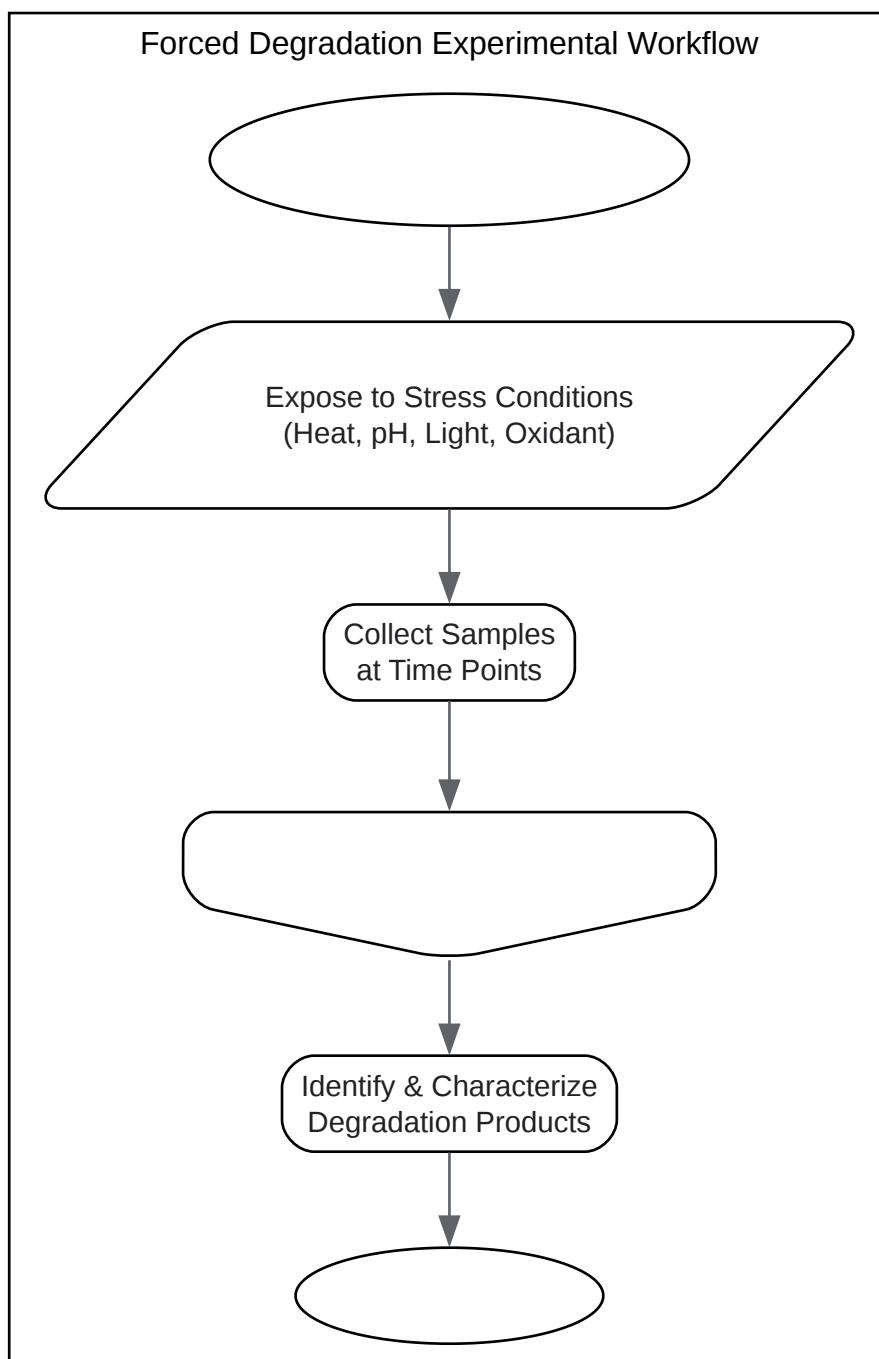 Forced Degradation Experimental Workflow
Expose to Stress Conditions
(Heat, pH, Light, Oxidant)
Collect Samples
at Time Points
Identify & Characterize
Degradation Products